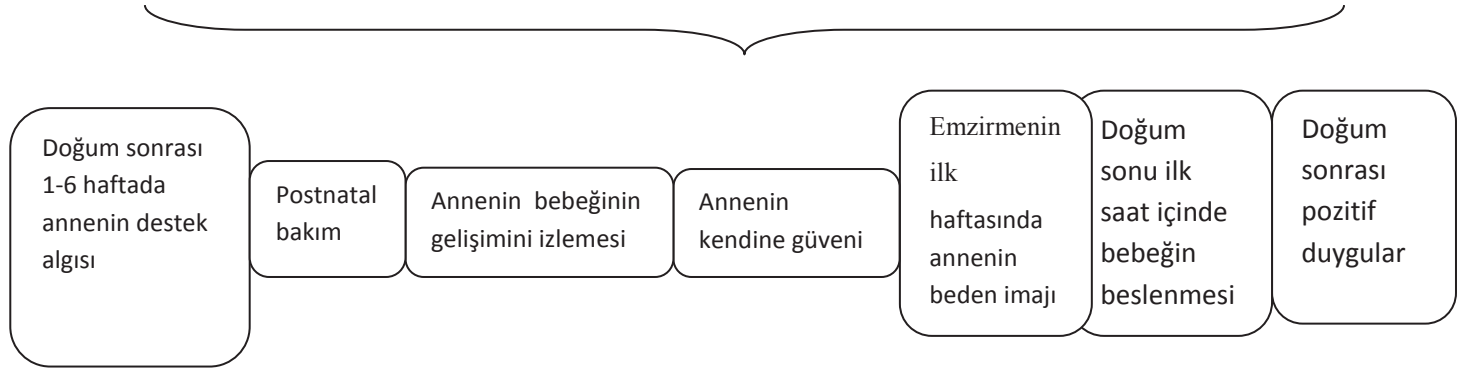 Doğum sonrası
1-6 haftada
annenin destek
algısı
Postnatal
bakım
Annenin bebeğinin
gelişimini izlemesi
Annenin
kendine güveni
Emzirmenin
ilk
haftasında
annenin
beden imajı
Doğum
sonu ilk
saat içinde
bebeğin
beslenmesi
Doğum
sonrası
pozitif
duygular